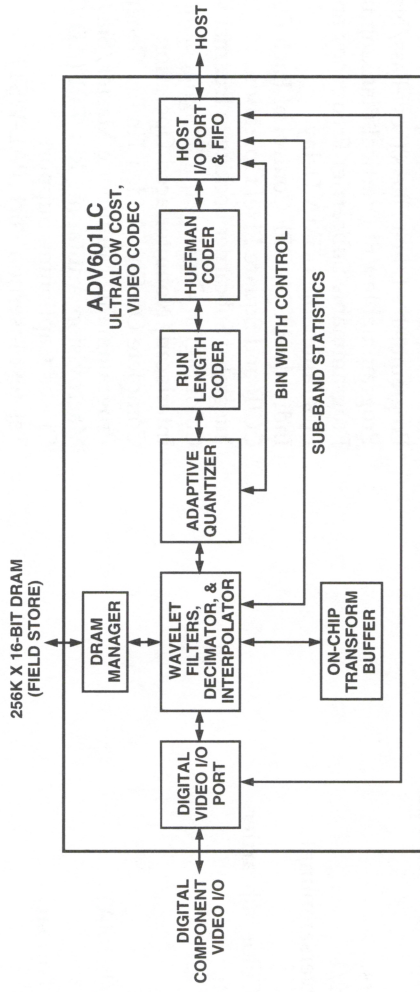 256K X 16-BIT DRAM
(FIELD STORE)
ADV601LC
ULTRALOW COST,
VIDEO CODEC
DRAM
MANAGER
DIGITAL
COMPONENT
VIDEO I/O
DIGITAL
VIDEO I/O
PORT
WAVELET
FILTERS,
DECIMATOR, &
INTERPOLATOR
ADAPTIVE
QUANTIZER
RUN
LENGTH
CODER
HUFFMAN
CODER
HOST
I/O PORT
& FIFO
HOST
BIN WIDTH CONTROL
SUB-BAND STATISTICS
ON-CHIP
TRANSFORM
BUFFER